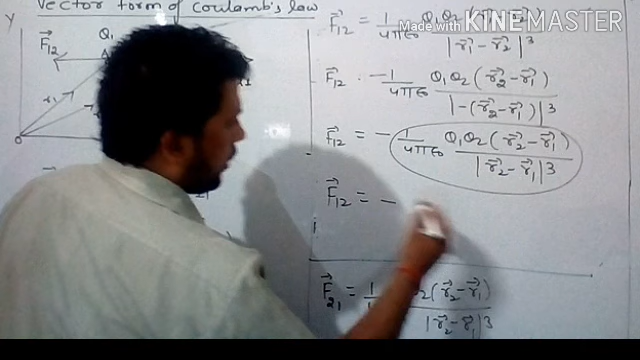 Vector form of Coulamb's law
Made with KINEMASTER
Y
F⃗12
Q1
r1
O
F⃗12 = 1/4πϵ0 Q1Q2(r⃗1 - r⃗2)/|r⃗1 - r⃗2|3
F⃗12 = -1/4πϵ0 Q1Q2(r⃗2 - r⃗1)/|-(r⃗2 - r⃗1)|3
F⃗12 = - 1/4πϵ0 Q1Q2(r⃗2 - r⃗1)/|r⃗2 - r⃗1|3
F⃗12 = -
F⃗21 = (r⃗2 - r⃗1)/|r⃗2 - r⃗1|3